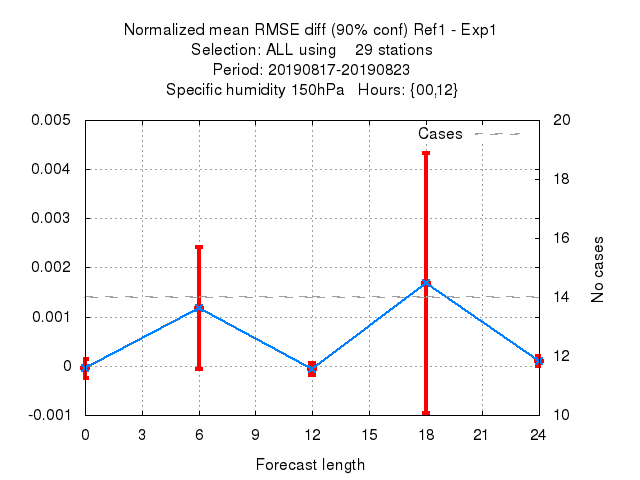 Normalized mean RMSE diff (90% conf) Ref1 - Exp1
Selection: ALL using    29 stations
Period: 20190817-20190823
Specific humidity 150hPa   Hours: {00,12}
0.005
0.004
0.003
0.002
0.001
0
-0.001
20
18
16
14
12
10
Cases
No cases
0 3 6 9 12 15 18 21 24
Forecast length